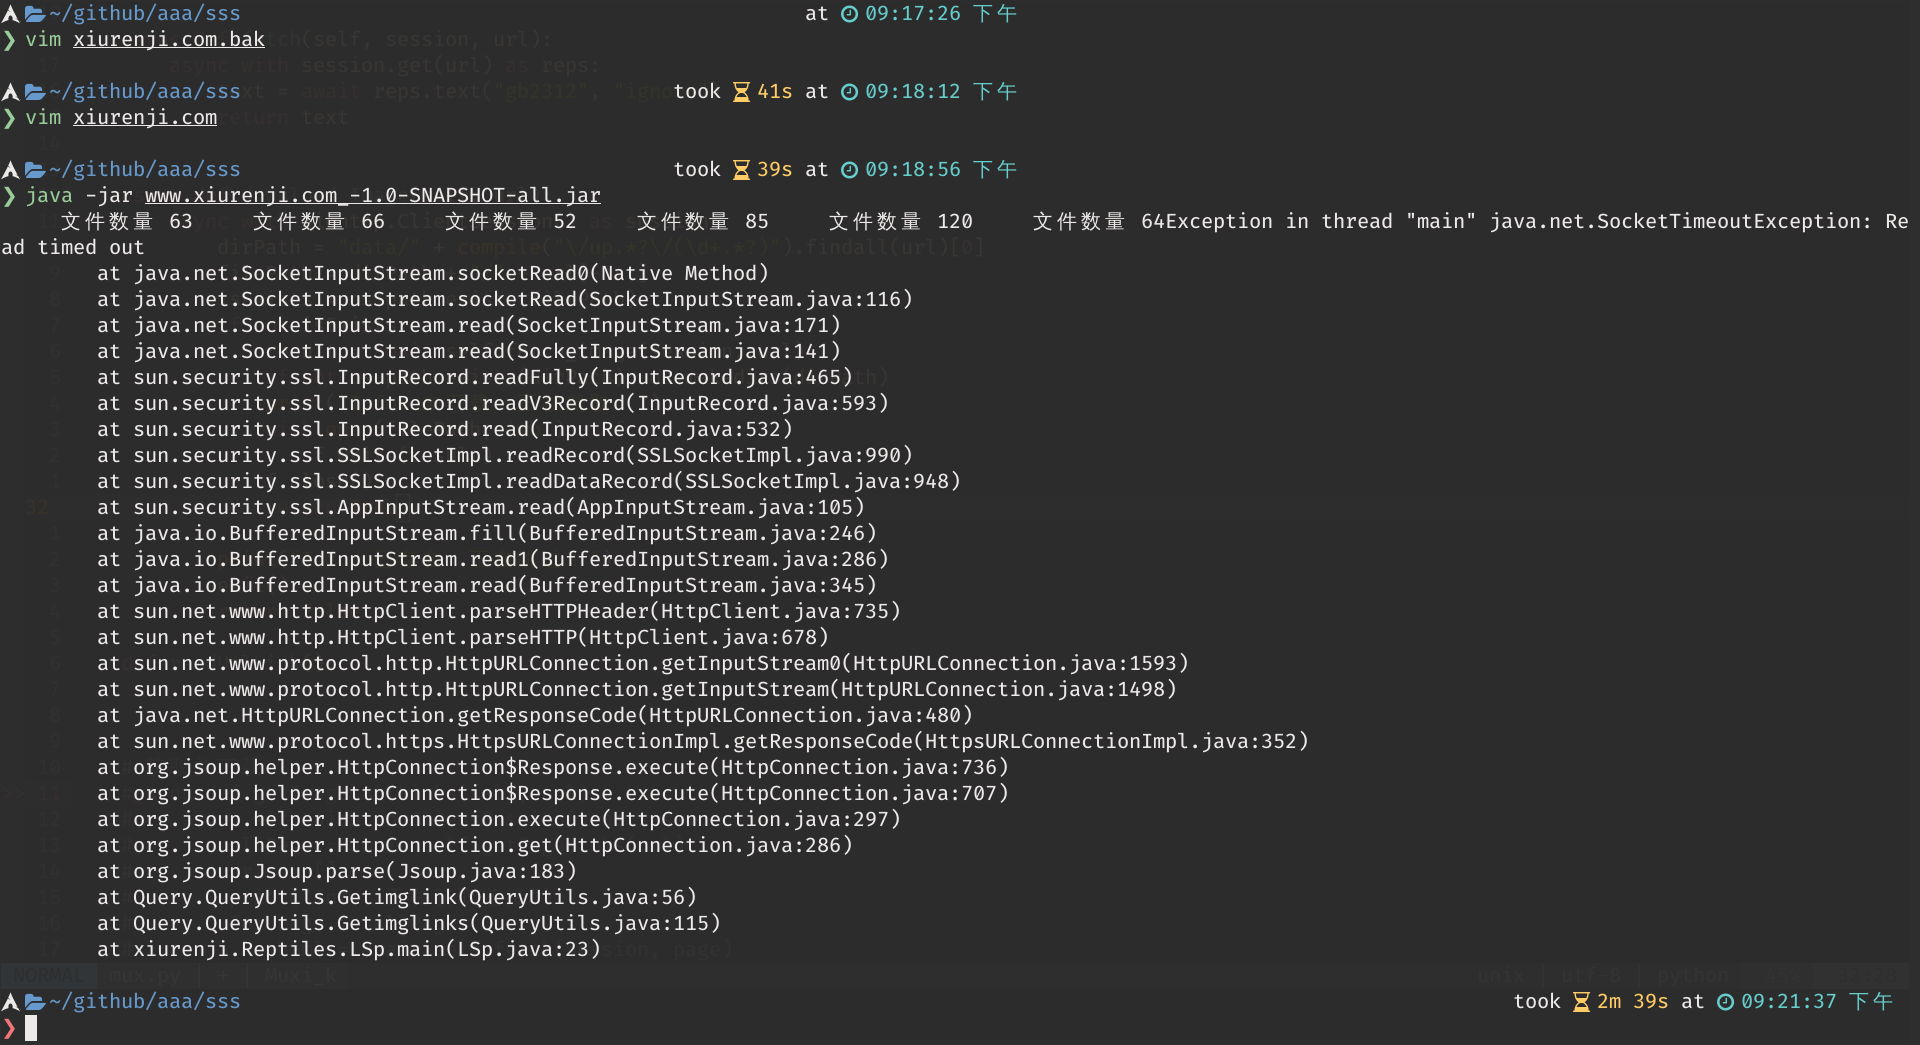 ~/github/aaa/sss at 09:17:26 下午
❯ vim xiurenji.com.bak
~/github/aaa/sss took 41s at 09:18:12 下午
❯ vim xiurenji.com
~/github/aaa/sss took 39s at 09:18:56 下午
❯ java -jar www.xiurenji.com_-1.0-SNAPSHOT-all.jar
文件数量 63 文件数量 66 文件数量 52 文件数量 85 文件数量 120 文件数量 64Exception in thread "main" java.net.SocketTimeoutException: Re
ad timed out
at java.net.SocketInputStream.socketRead0(Native Method)
at java.net.SocketInputStream.socketRead(SocketInputStream.java:116)
at java.net.SocketInputStream.read(SocketInputStream.java:171)
at java.net.SocketInputStream.read(SocketInputStream.java:141)
at sun.security.ssl.InputRecord.readFully(InputRecord.java:465)
at sun.security.ssl.InputRecord.readV3Record(InputRecord.java:593)
at sun.security.ssl.InputRecord.read(InputRecord.java:532)
at sun.security.ssl.SSLSocketImpl.readRecord(SSLSocketImpl.java:990)
at sun.security.ssl.SSLSocketImpl.readDataRecord(SSLSocketImpl.java:948)
at sun.security.ssl.AppInputStream.read(AppInputStream.java:105)
at java.io.BufferedInputStream.fill(BufferedInputStream.java:246)
at java.io.BufferedInputStream.read1(BufferedInputStream.java:286)
at java.io.BufferedInputStream.read(BufferedInputStream.java:345)
at sun.net.www.http.HttpClient.parseHTTPHeader(HttpClient.java:735)
at sun.net.www.http.HttpClient.parseHTTP(HttpClient.java:678)
at sun.net.www.protocol.http.HttpURLConnection.getInputStream0(HttpURLConnection.java:1593)
at sun.net.www.protocol.http.HttpURLConnection.getInputStream(HttpURLConnection.java:1498)
at java.net.HttpURLConnection.getResponseCode(HttpURLConnection.java:480)
at sun.net.www.protocol.https.HttpsURLConnectionImpl.getResponseCode(HttpsURLConnectionImpl.java:352)
at org.jsoup.helper.HttpConnection$Response.execute(HttpConnection.java:736)
at org.jsoup.helper.HttpConnection$Response.execute(HttpConnection.java:707)
at org.jsoup.helper.HttpConnection.execute(HttpConnection.java:297)
at org.jsoup.helper.HttpConnection.get(HttpConnection.java:286)
at org.jsoup.Jsoup.parse(Jsoup.java:183)
at Query.QueryUtils.Getimglink(QueryUtils.java:56)
at Query.QueryUtils.Getimglinks(QueryUtils.java:115)
at xiurenji.Reptiles.LSp.main(LSp.java:23)
~/github/aaa/sss took 2m 39s at 09:21:37 下午
❯